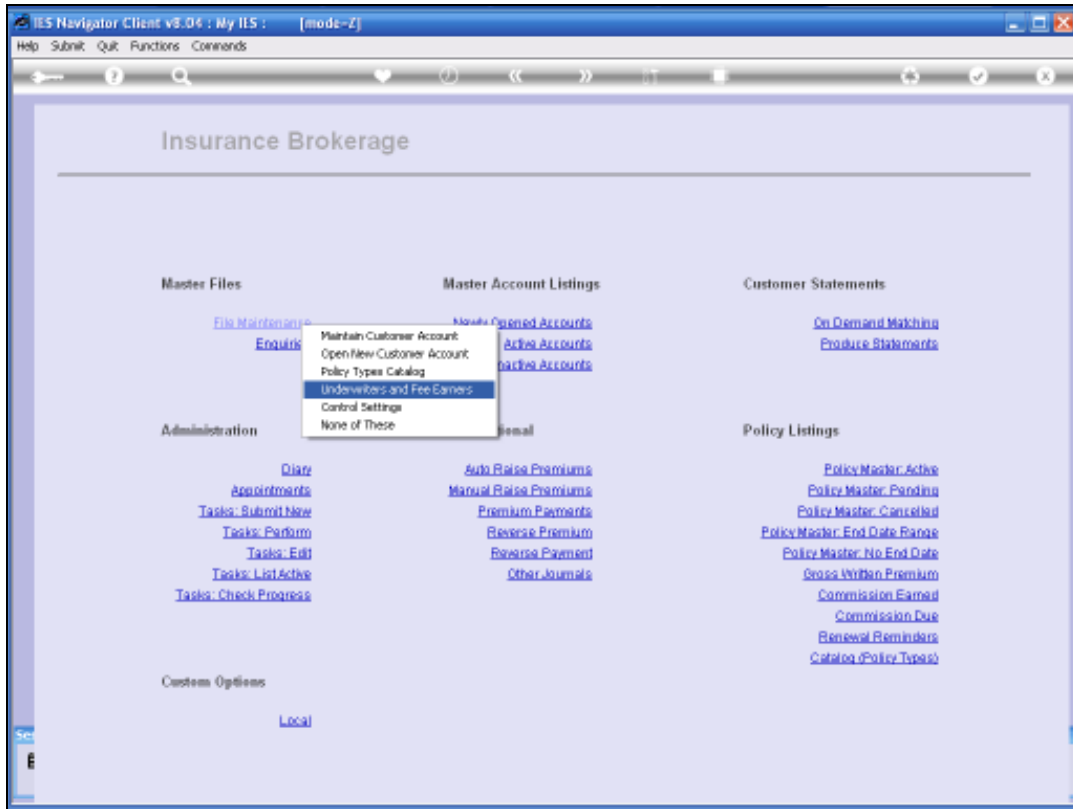 IES Navigator Client v8.04 : My IES : [mode=Z]
Help Submit Quit Functions Commands
Insurance Brokerage
Master Files
File Maintenance
Maintain Customer Account
Open New Customer Account
Policy Types Catalog
Underwriters and Fee Earners
Control Settings
None of These
Master Account Listings
Newly Opened Accounts
Active Accounts
Accounts
Customer Statements
On Demand Matching
Produce Statements
Administration
Diary
Appointments
Tasks: Submit New
Tasks: Perform
Tasks: Edit
Tasks: List Active
Tasks: Check Progress
Auto Raise Premiums
Manual Raise Premiums
Premium Payments
Reverse Premium
Reverse Payment
Other Journals
Policy Listings
Policy Master: Active
Policy Master: Pending
Policy Master: Cancelled
Policy Master: End Date Range
Policy Master: No End Date
Gross Written Premium
Commission Earned
Commission Due
Renewal Reminders
Catalog (Policy Types)
Custom Options
Local